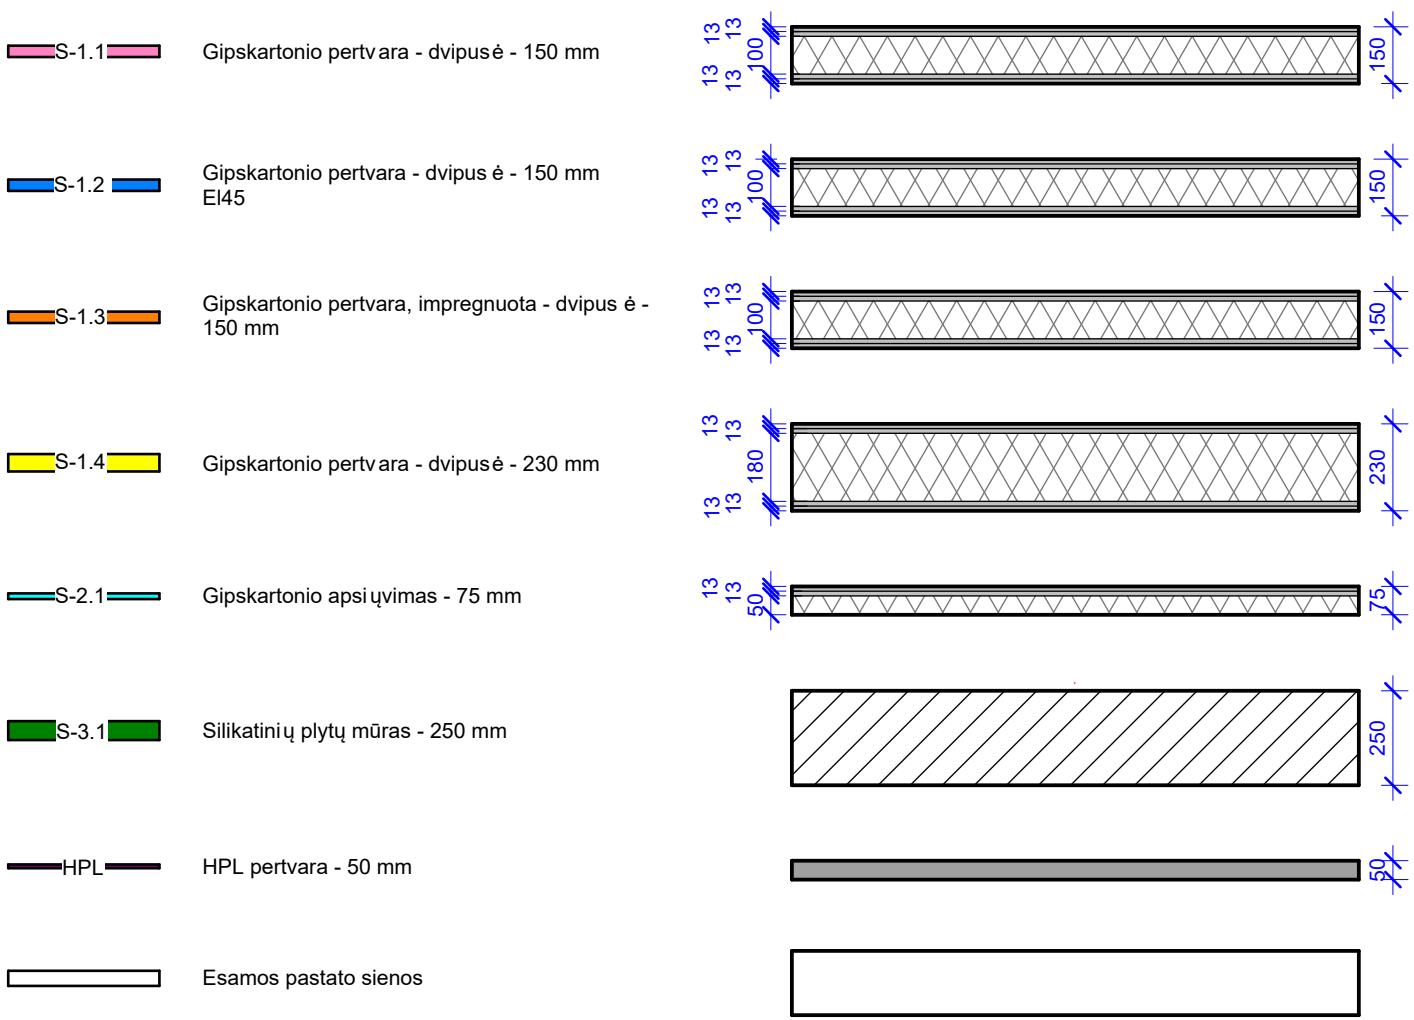 S-1.1 Gipskartonio pertvara - dvipusė - 150 mm 13 13 100 13 13 150
S-1.2 Gipskartonio pertvara - dvipusė - 150 mm 13 13 100 13 13 150
EI45
S-1.3 Gipskartonio pertvara, impregnuota - dvipusė - 13 13 100 13 13 150
150 mm
S-1.4 Gipskartonio pertvara - dvipusė - 230 mm 13 13 180 13 13 230
S-2.1 Gipskartonio apsiųvimas - 75 mm 13 13 50 75
S-3.1 Silikatinių plytų mūras - 250 mm 250
HPL HPL pertvara - 50 mm 50
Esamos pastato sienos